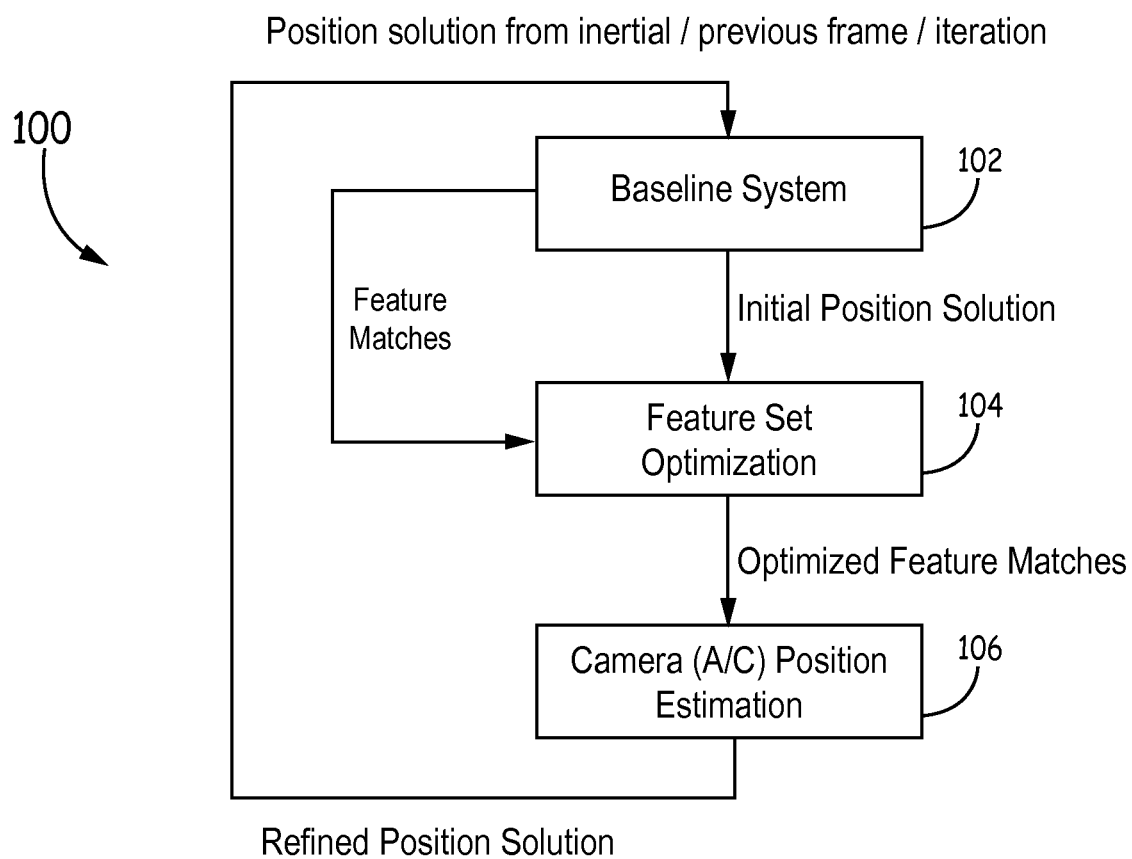 Position solution from inertial / previous frame / iteration
100
Baseline System
102
Feature
Matches
Initial Position Solution
Feature Set
Optimization
104
Optimized Feature Matches
Camera (A/C) Position
Estimation
106
Refined Position Solution